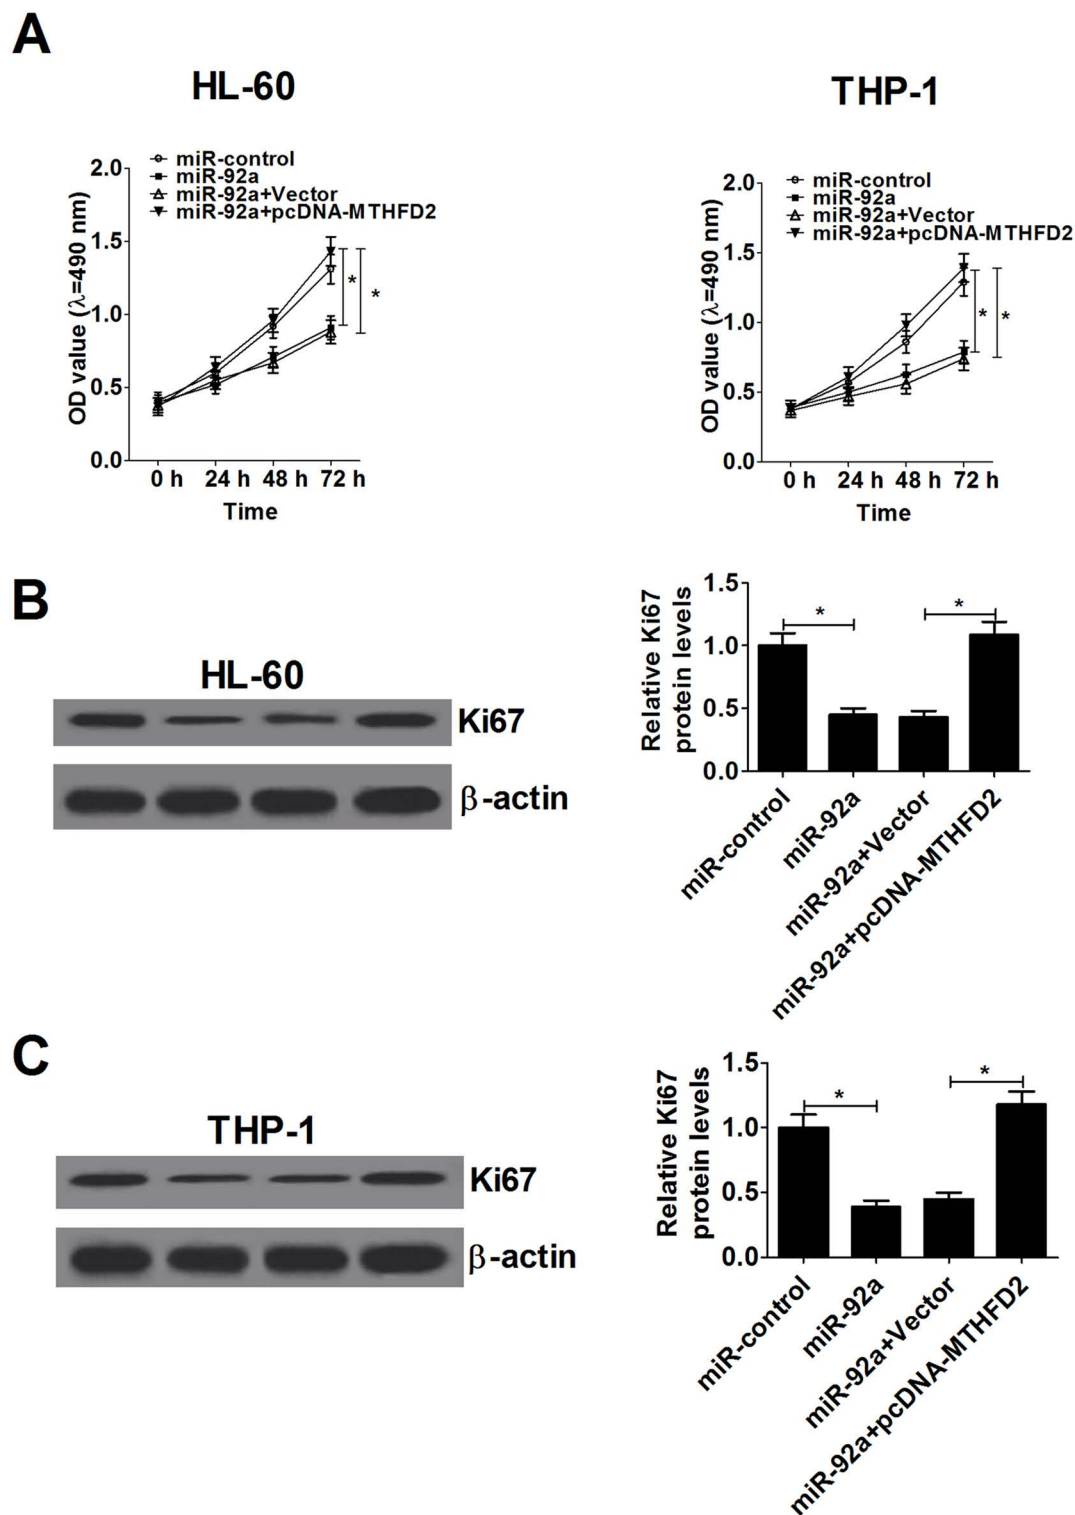 A
HL-60
miR-control
miR-92a
miR-92a+Vector
miR-92a+pcDNA-MTHFD2
OD value (λ=490 nm)
2.0
1.5
1.0
0.5
0.0
*
*
0 h 24 h 48 h 72 h
Time
THP-1
miR-control
miR-92a
miR-92a+Vector
miR-92a+pcDNA-MTHFD2
OD value (λ=490 nm)
2.0
1.5
1.0
0.5
0.0
*
*
0 h 24 h 48 h 72 h
Time
B
HL-60
Ki67
β-actin
Relative Ki67
protein levels
1.5
1.0
0.5
0.0
*
*
miR-control
miR-92a
miR-92a+Vector
miR-92a+pcDNA-MTHFD2
C
THP-1
Ki67
β-actin
Relative Ki67
protein levels
1.5
1.0
0.5
0.0
*
*
miR-control
miR-92a
miR-92a+Vector
miR-92a+pcDNA-MTHFD2